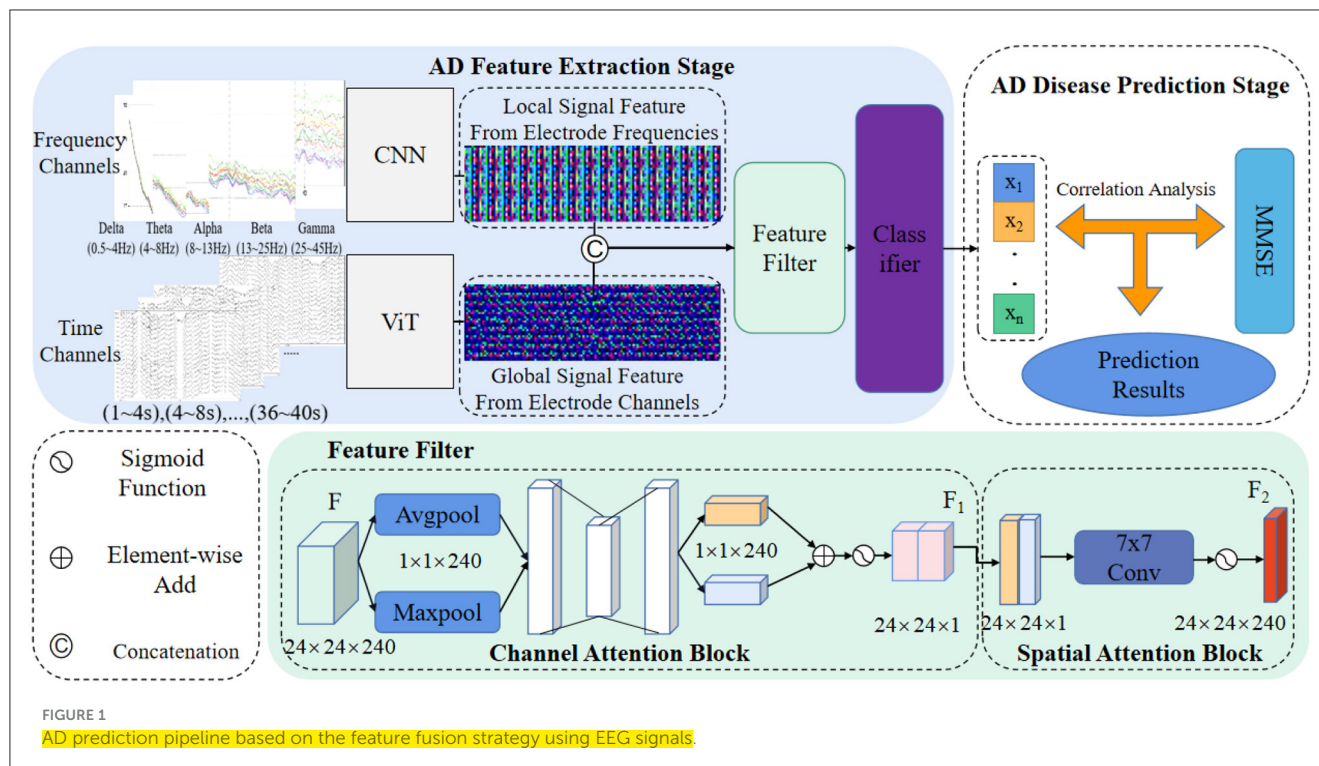 AD Feature Extraction Stage
Frequency
Channels
Delta
(0.5~4Hz)
Theta
(4~8Hz)
Alpha
(8~13Hz)
Beta
(13~25Hz)
Gamma
(25~45Hz)
CNN
Local Signal Feature
From Electrode Frequencies
C
Time
Channels
.....
(1~4s),(4~8s),...,(36~40s)
ViT
Global Signal Feature
From Electrode Channels
Feature
Filter
Class
ifier
AD Disease Prediction Stage
x1
x2
.
.
xn
Correlation Analysis
MMSE
Prediction
Results
Sigmoid
Function
Element-wise
Add
C
Concatenation
Feature Filter
F
24×24×240
Avgpool
1×1×240
Maxpool
1×1×240
F1
24×24×1
Channel Attention Block
24×24×1
7x7
Conv
F2
24×24×240
Spatial Attention Block
FIGURE 1
AD prediction pipeline based on the feature fusion strategy using EEG signals.